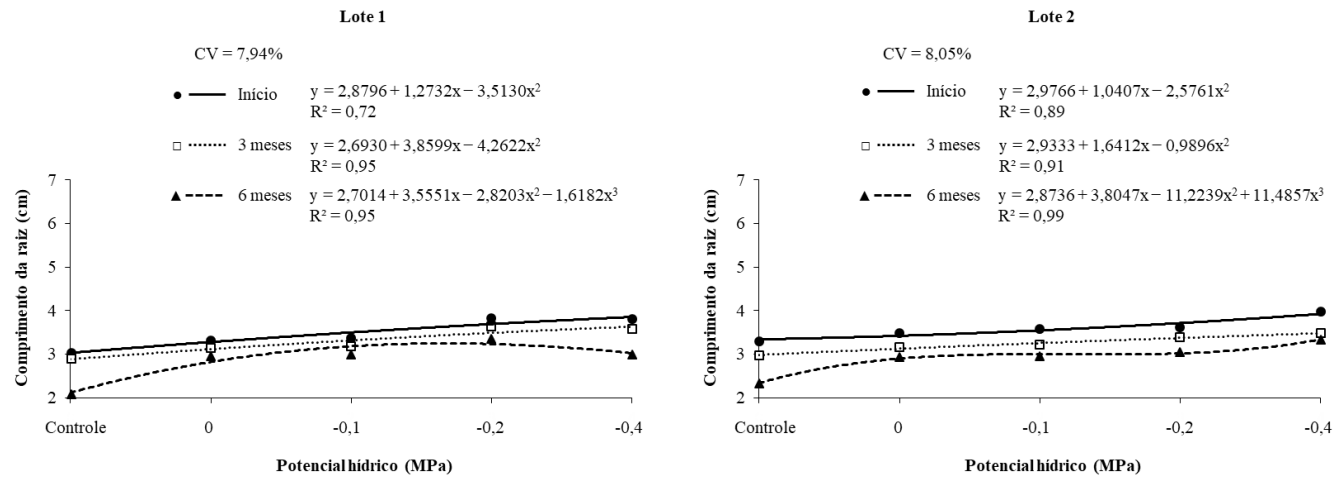 Lote 1
CV = 7,94%
Início y = 2,8796 + 1,2732x − 3,5130x²
R² = 0,72
3 meses y = 2,6930 + 3,8599x − 4,2622x²
R² = 0,95
6 meses y = 2,7014 + 3,5551x − 2,8203x² − 1,6182x³
R² = 0,95
Comprimento da raiz (cm)
7
6
5
4
3
2
Controle 0 -0,1 -0,2 -0,4
Potencial hídrico (MPa)
Lote 2
CV = 8,05%
Início y = 2,9766 + 1,0407x − 2,5761x²
R² = 0,89
3 meses y = 2,9333 + 1,6412x − 0,9896x²
R² = 0,91
6 meses y = 2,8736 + 3,8047x − 11,2239x² + 11,4857x³
R² = 0,99
Comprimento da raiz (cm)
7
6
5
4
3
2
Controle 0 -0,1 -0,2 -0,4
Potencial hídrico (MPa)